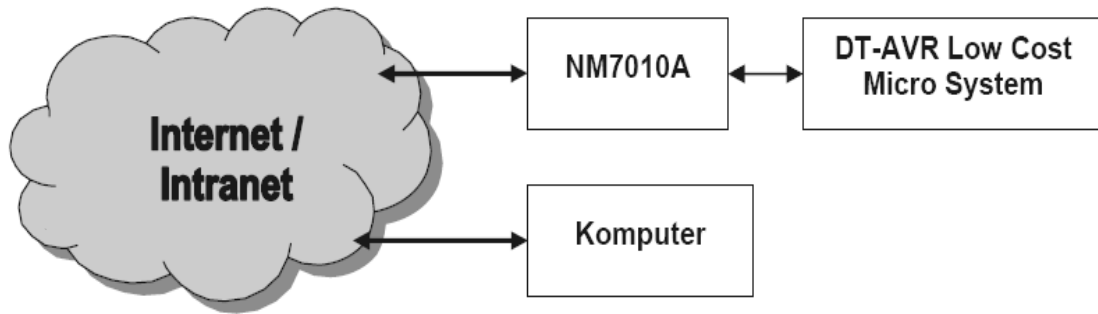 Internet /
Intranet
NM7010A
DT-AVR Low Cost
Micro System
Komputer